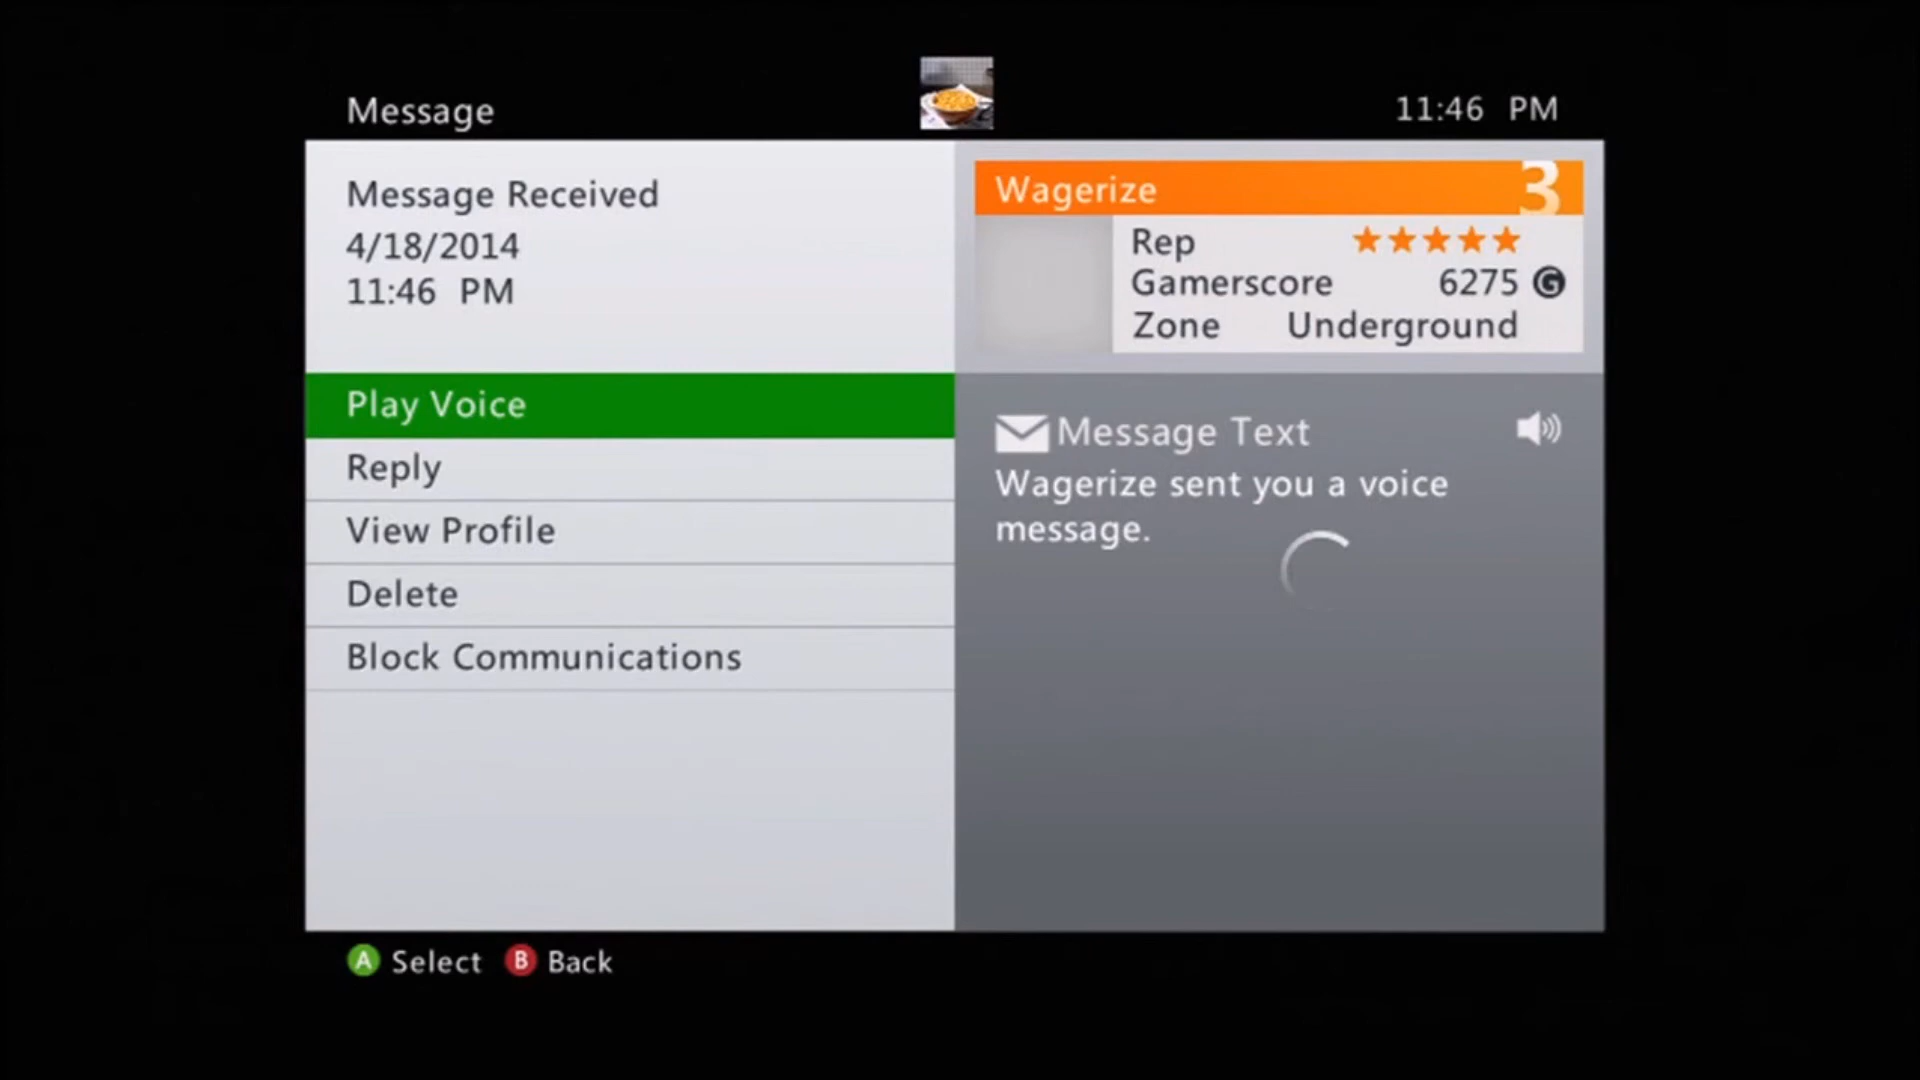 Message
11:46 PM
Message Received
4/18/2014
11:46 PM
Play Voice
Reply
View Profile
Delete
Block Communications
Wagerize 3
Rep
Gamerscore 6275 G
Zone Underground
Message Text
Wagerize sent you a voice
message.
A Select B Back